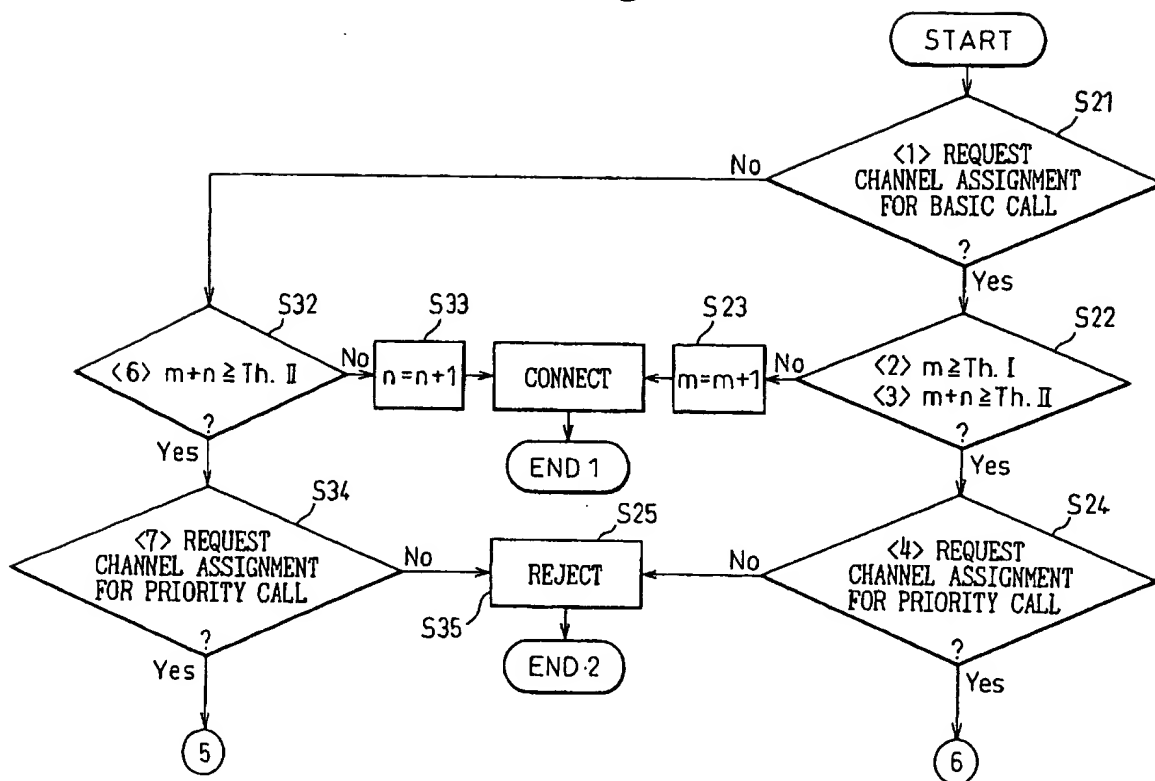 START
S21
<1> REQUEST
CHANNEL ASSIGNMENT
FOR BASIC CALL
?
No
Yes
S32
<6> m+n ≧ Th. II
?
No
Yes
S33
n=n+1
CONNECT
S23
m=m+1
S22
<2> m≧Th. I
<3> m+n≧Th. II
?
No
Yes
END 1
S34
<7> REQUEST
CHANNEL ASSIGNMENT
FOR PRIORITY CALL
?
No
Yes
S25
REJECT
S35
END 2
S24
<4> REQUEST
CHANNEL ASSIGNMENT
FOR PRIORITY CALL
?
No
Yes
5
6